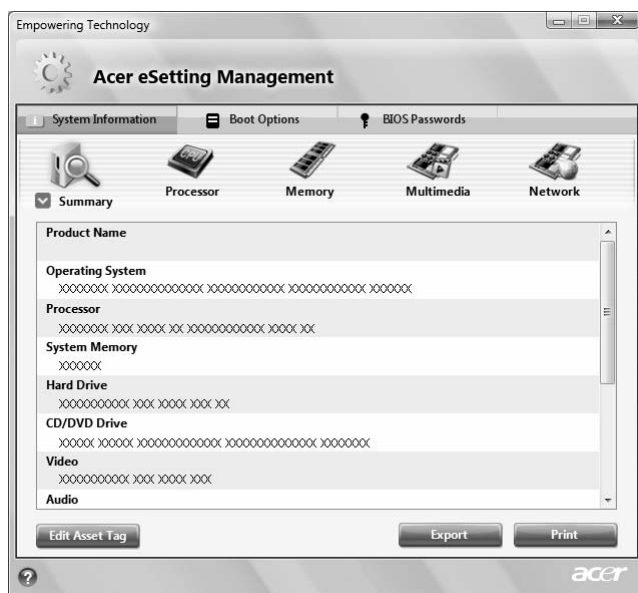 Empowering Technology
Acer eSetting Management
System Information Boot Options BIOS Passwords
Summary Processor Memory Multimedia Network
Product Name
Operating System
XXXXXXX XXXXXXXXXXXXX XXXXXXXXXXX XXXXXXXXXXX XXXXXX
Processor
XXXXXXX XXX XXXX XX XXXXXXXXXXX XXXX XX
System Memory
XXXXXX
Hard Drive
XXXXXXXXXX XXX XXXX XXX XX
CD/DVD Drive
XXXXX XXXXX XXXXXXXXXXXX XXXXXXXXXXXXX XXXXXXX
Video
XXXXXXXXXX XXX XXXX XXX
Audio
Edit Asset Tag Export Print
acer